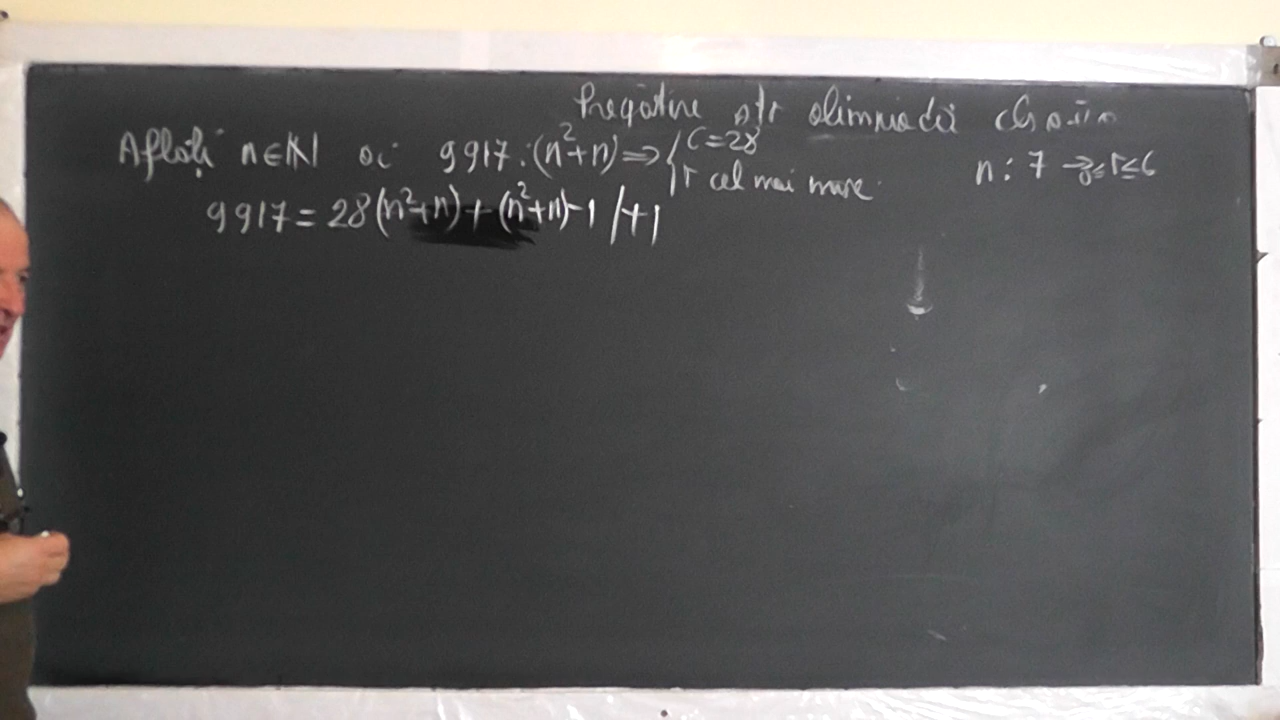 Pregătire ptr olimpiadă cls a
Aflați n∈ℕ ai 9917:(n²+n)⇒{C=28
r cel mai mare.
n:7 ⇒0≤r≤6
9917=28(n²+n)+(n²+n)-1 /+1